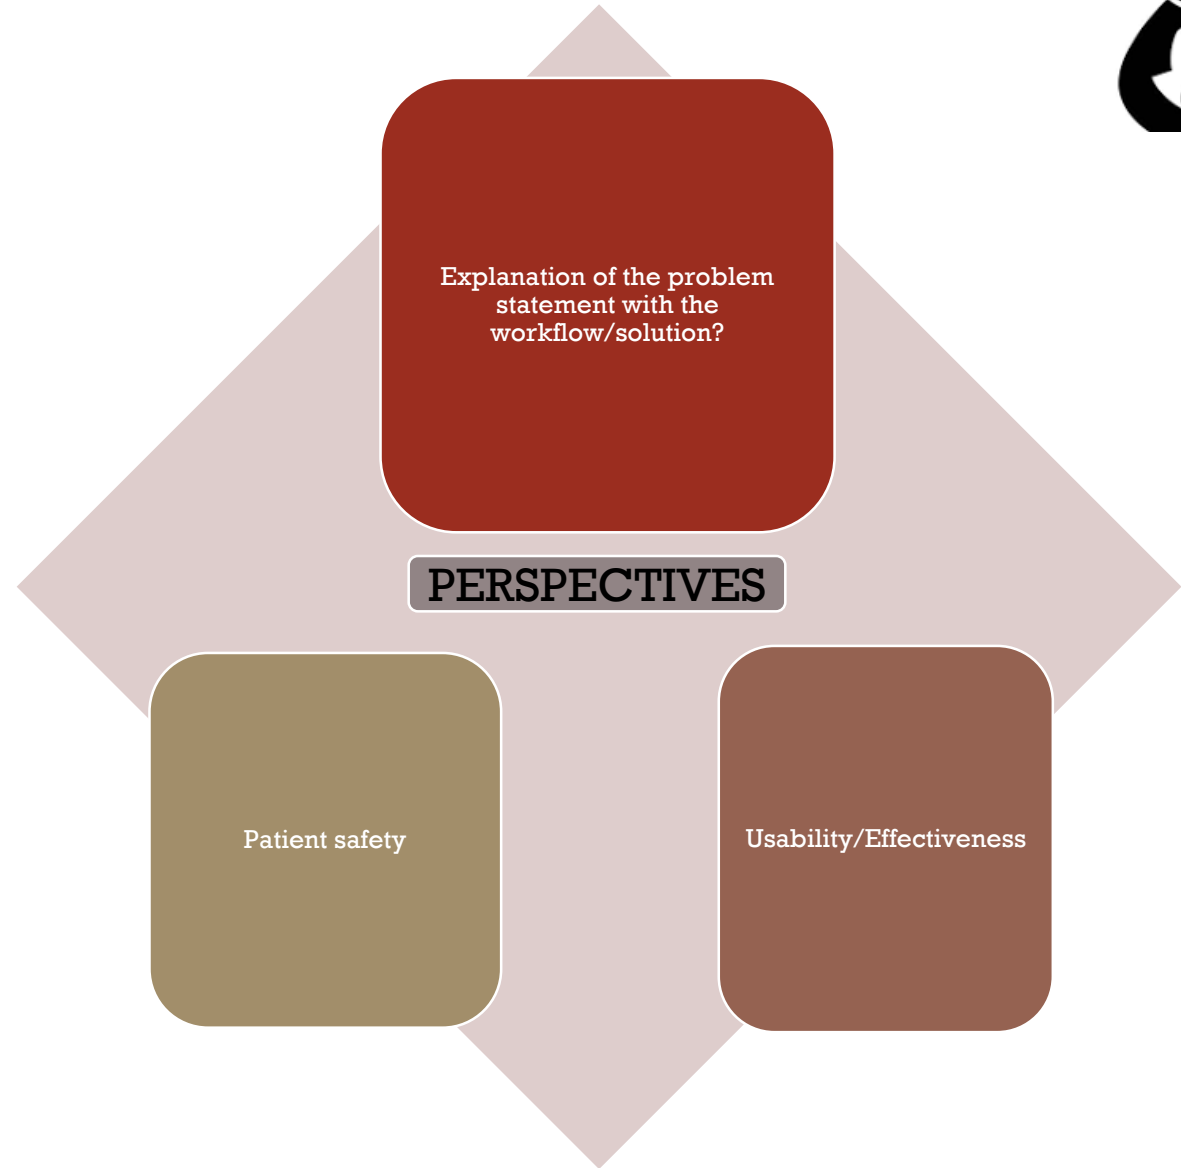 Explanation of the problem
statement with the
workflow/solution?
PERSPECTIVES
Patient safety
Usability/Effectiveness